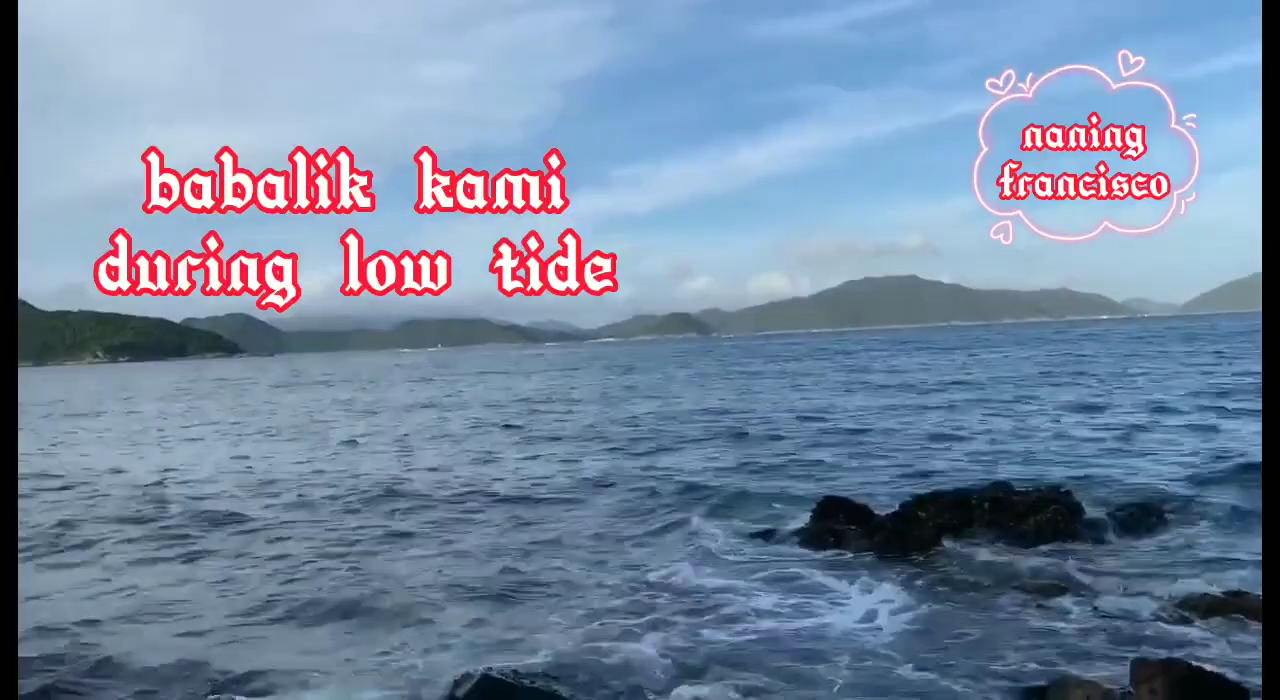 babalik kami
during low tide
naning
francisco